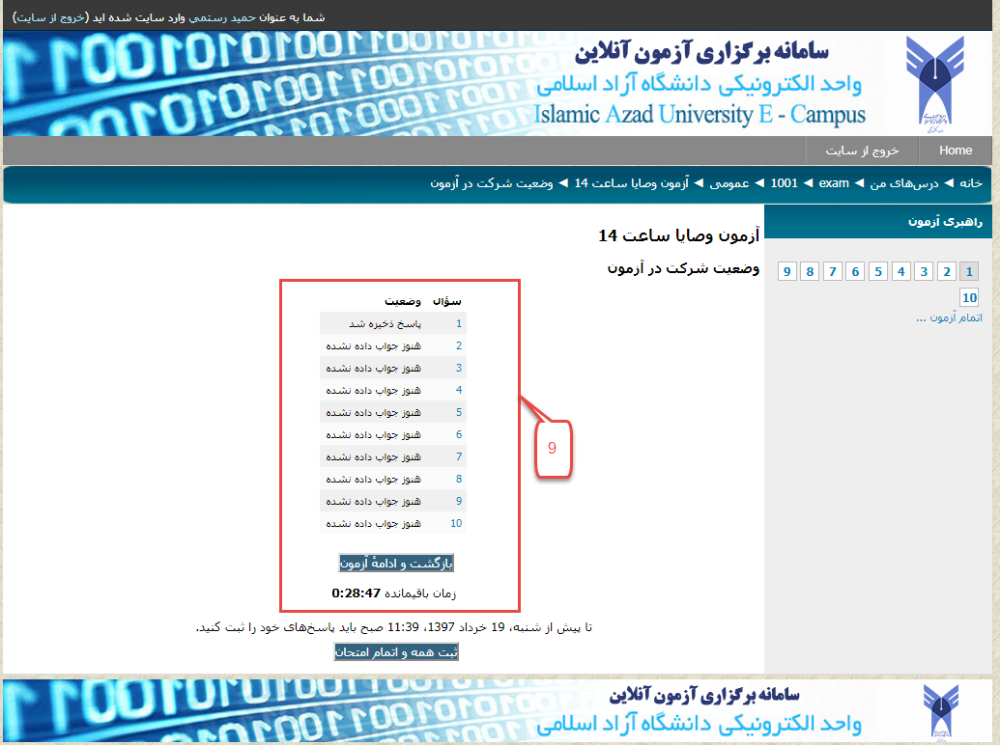 شما به عنوان حمید رستمی وارد سایت شده اید (خروج از سایت)
سامانه برگزاری آزمون آنلاین
واحد الکترونیکی دانشگاه آزاد اسلامی
Islamic Azad University E - Campus
Home
خروج از سایت
خانه ◄ درس‌های من ◄ exam ◄ 1001 ◄ عمومی ◄ آزمون وصایا ساعت 14 ◄ وضعیت شرکت در آزمون
راهبری آزمون
1 2 3 4 5 6 7 8 9
10
اتمام آزمون ...
آزمون وصایا ساعت 14
وضعیت شرکت در آزمون
سؤال وضعیت
1 پاسخ ذخیره شد
2 هنوز جواب داده نشده
3 هنوز جواب داده نشده
4 هنوز جواب داده نشده
5 هنوز جواب داده نشده
6 هنوز جواب داده نشده
7 هنوز جواب داده نشده
8 هنوز جواب داده نشده
9 هنوز جواب داده نشده
10 هنوز جواب داده نشده
9
بازگشت و ادامهٔ آزمون
زمان باقیمانده 0:28:47
تا پیش از شنبه، 19 خرداد 1397، 11:39 صبح باید پاسخ‌های خود را ثبت کنید.
ثبت همه و اتمام امتحان
سامانه برگزاری آزمون آنلاین
واحد الکترونیکی دانشگاه آزاد اسلامی